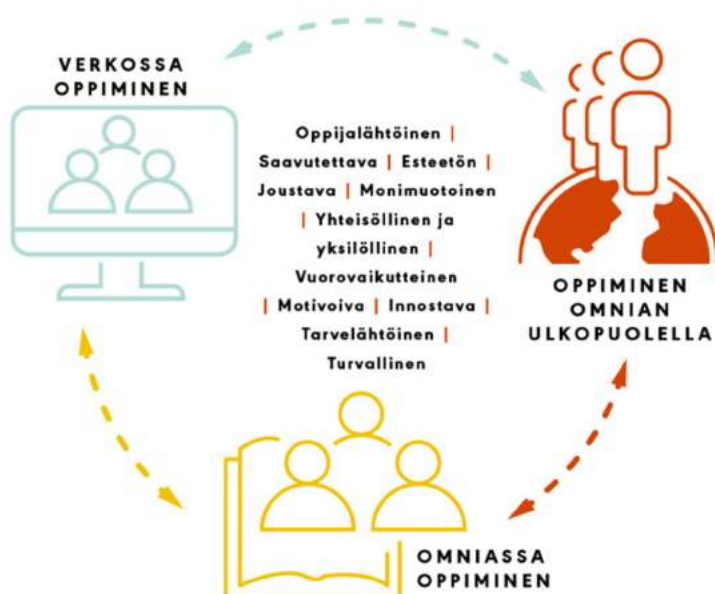 VERKOSSA
OPPIMINEN
Oppijalähtöinen |
Saavutettava | Esteetön |
Joustava | Monimuotoinen
| Yhteisöllinen ja
yksilöllinen |
Vuorovaikutteinen
| Motivoiva | Innostava |
Tarvelähtöinen |
Turvallinen
OPPIMINEN
OMNIAN
ULKOPUOLELLA
OMNIASSA
OPPIMINEN